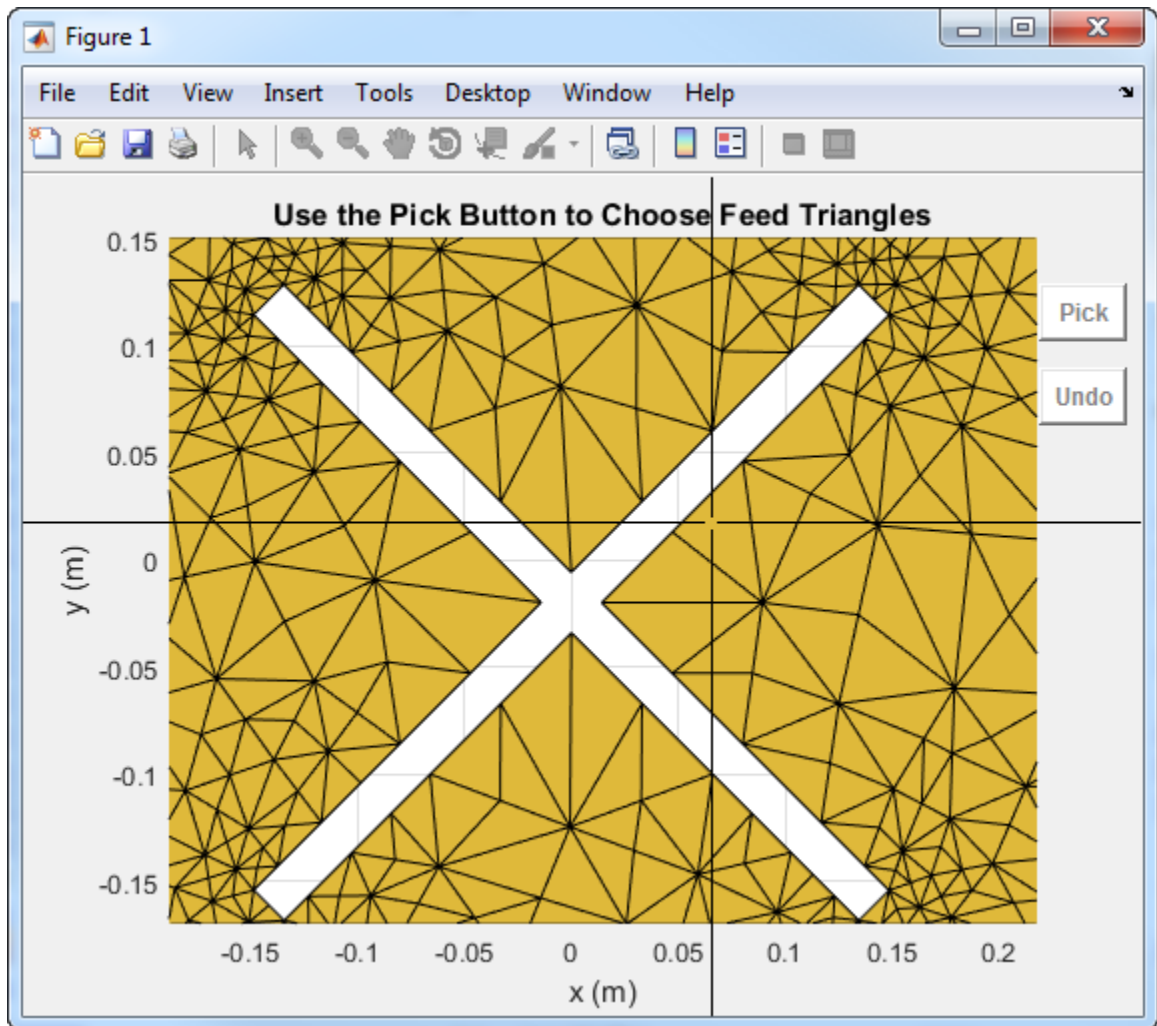 Figure 1
File Edit View Insert Tools Desktop Window Help
Use the Pick Button to Choose Feed Triangles
0.15
0.1
0.05
0
-0.05
-0.1
-0.15
y (m)
Pick
Undo
-0.15 -0.1 -0.05 0 0.05 0.1 0.15 0.2
x (m)